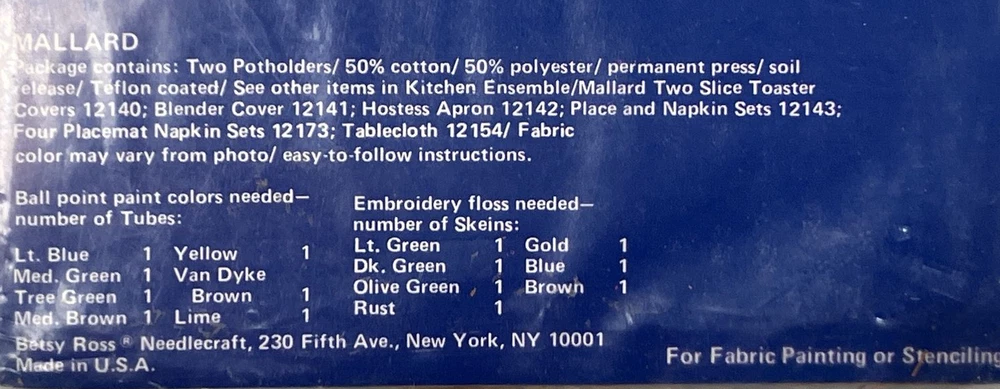 MALLARD
Package contains: Two Potholders/ 50% cotton/ 50% polyester/ permanent press/ soil
release/ Teflon coated/ See other items in Kitchen Ensemble/Mallard Two Slice Toaster
Covers 12140; Blender Cover 12141; Hostess Apron 12142; Place and Napkin Sets 12143;
Four Placemat Napkin Sets 12173; Tablecloth 12154/ Fabric
color may vary from photo/ easy-to-follow instructions.
Ball point paint colors needed—
number of Tubes:
Lt. Blue 1 Yellow 1
Med. Green 1 Van Dyke
Tree Green 1 Brown 1
Med. Brown 1 Lime 1
Embroidery floss needed—
number of Skeins:
Lt. Green 1 Gold 1
Dk. Green 1 Blue 1
Olive Green 1 Brown 1
Rust 1
Betsy Ross® Needlecraft, 230 Fifth Ave., New York, NY 10001
Made in U.S.A.
For Fabric Painting or Stenciling